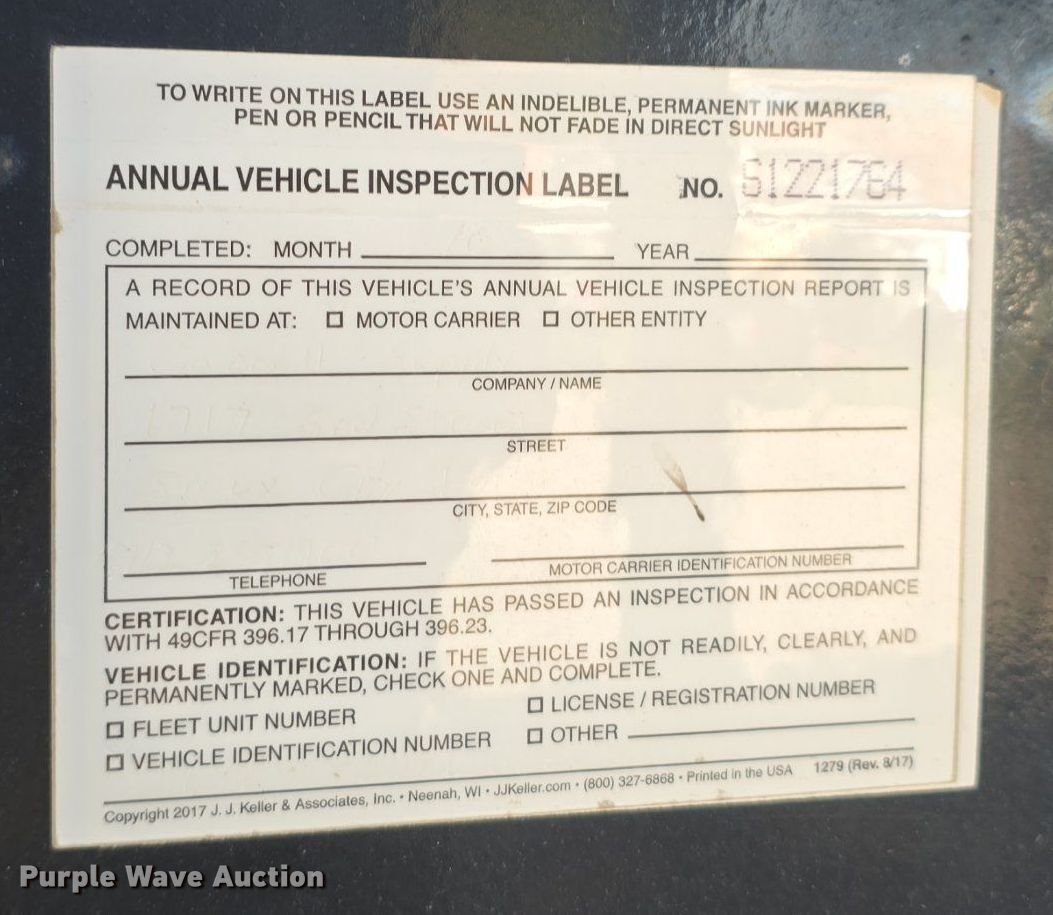 TO WRITE ON THIS LABEL USE AN INDELIBLE, PERMANENT INK MARKER,
PEN OR PENCIL THAT WILL NOT FADE IN DIRECT SUNLIGHT
ANNUAL VEHICLE INSPECTION LABEL NO. S1221764
COMPLETED: MONTH YEAR
A RECORD OF THIS VEHICLE'S ANNUAL VEHICLE INSPECTION REPORT IS
MAINTAINED AT: ☐ MOTOR CARRIER ☐ OTHER ENTITY
COMPANY / NAME
STREET
CITY, STATE, ZIP CODE
TELEPHONE MOTOR CARRIER IDENTIFICATION NUMBER
CERTIFICATION: THIS VEHICLE HAS PASSED AN INSPECTION IN ACCORDANCE
WITH 49CFR 396.17 THROUGH 396.23.
VEHICLE IDENTIFICATION: IF THE VEHICLE IS NOT READILY, CLEARLY, AND
PERMANENTLY MARKED, CHECK ONE AND COMPLETE.
☐ FLEET UNIT NUMBER ☐ LICENSE / REGISTRATION NUMBER
☐ VEHICLE IDENTIFICATION NUMBER ☐ OTHER
Copyright 2017 J. J. Keller & Associates, Inc. • Neenah, WI • JJKeller.com • (800) 327-6868 • Printed in the USA 1279 (Rev. 8/17)
Purple Wave Auction